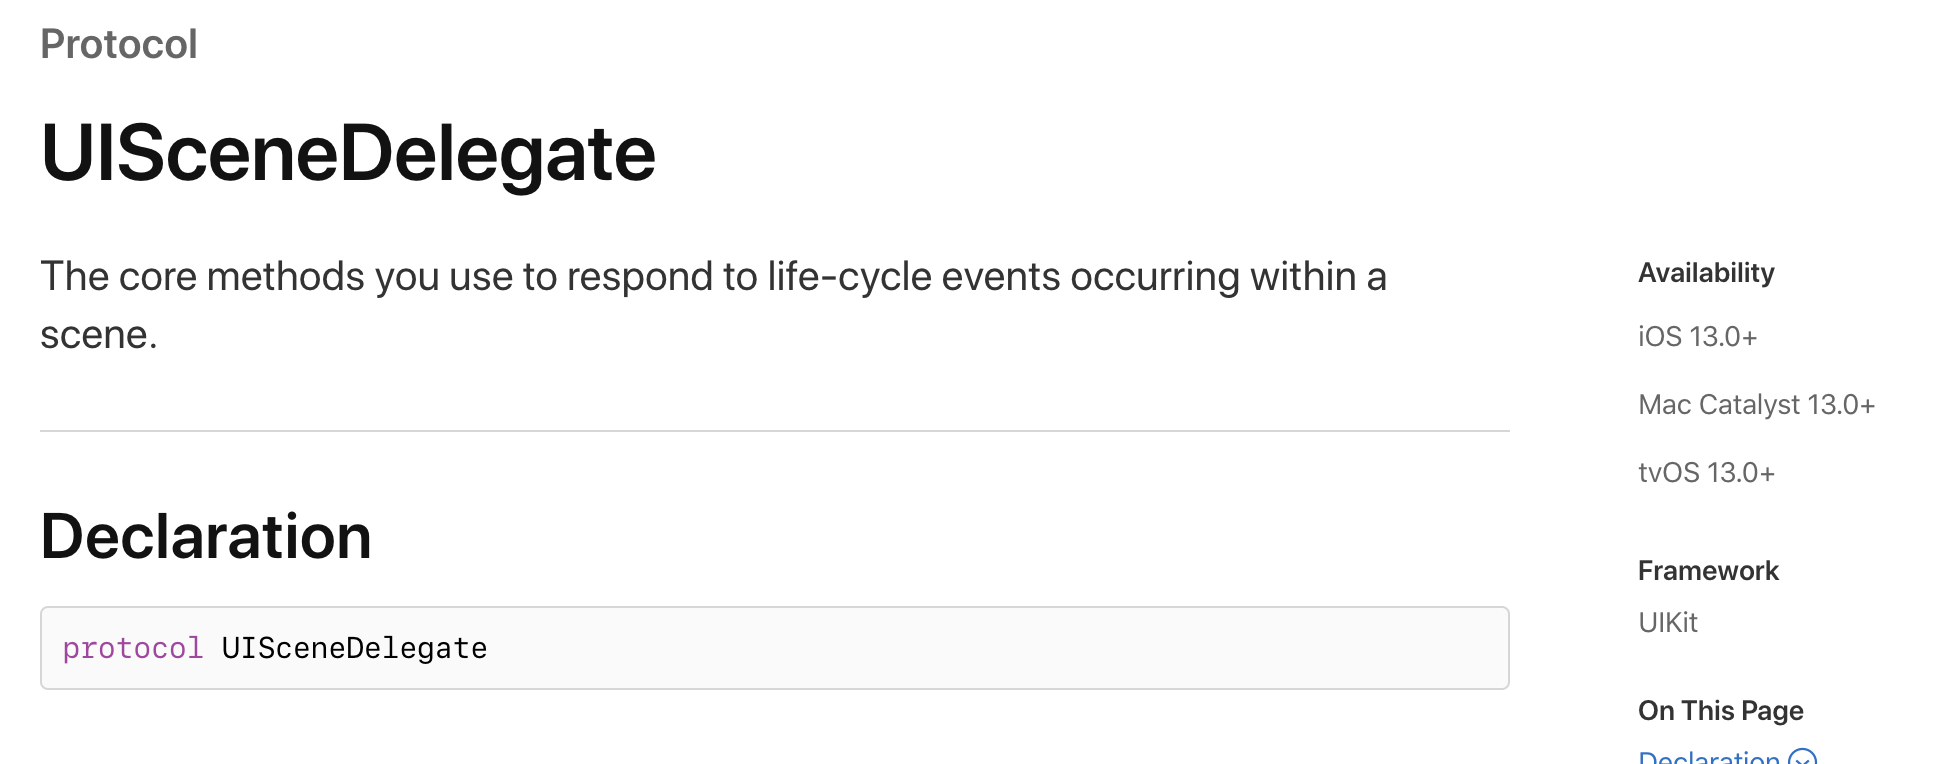 Protocol
UISceneDelegate
The core methods you use to respond to life-cycle events occurring within a
scene.
Availability
iOS 13.0+
Mac Catalyst 13.0+
tvOS 13.0+
Declaration
protocol UISceneDelegate
Framework
UIKit
On This Page
Declaration